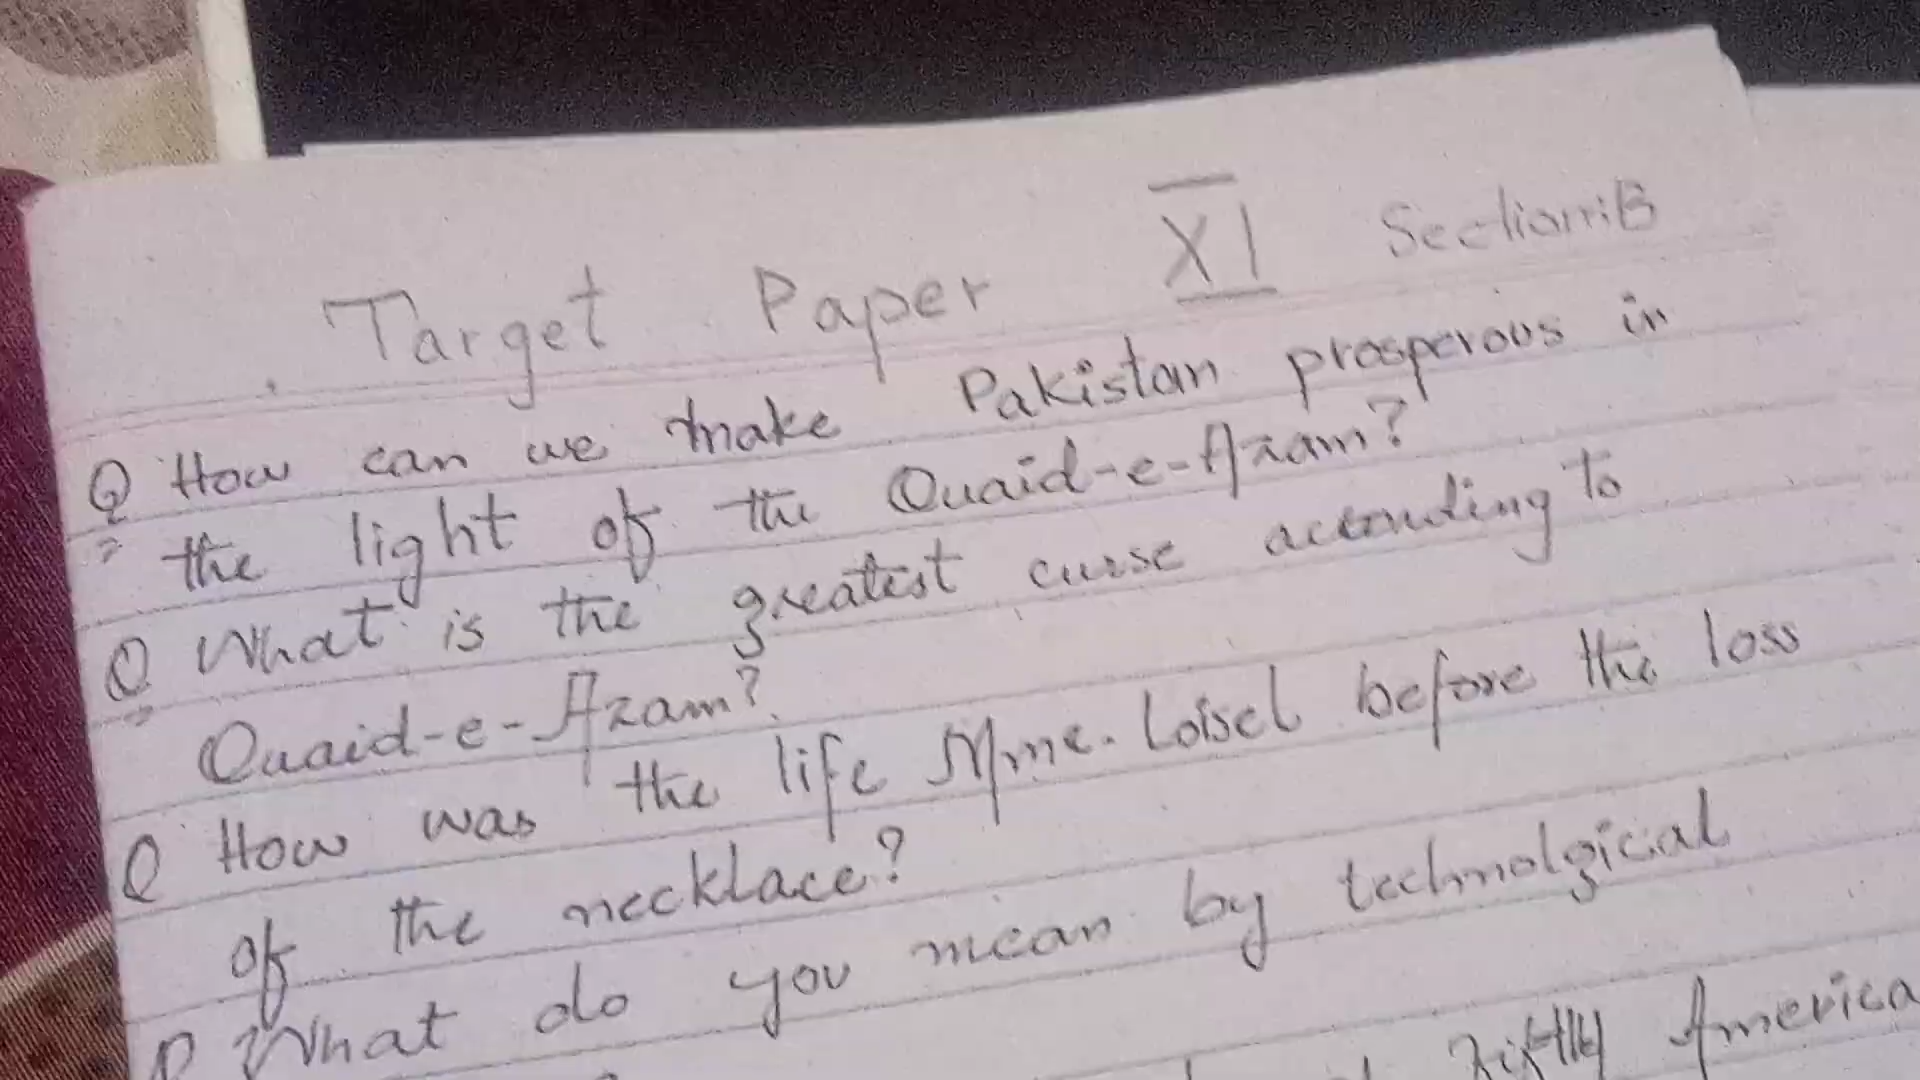 Target Paper XI Section:B
Q How can we make Pakistan prosperous in
the light of the Quaid-e-Azam?
Q What is the greatest curse according to
Quaid-e-Azam?
Q How was the life Mme. Loisel before the loss
of the necklace?
Q What do you mean by technolgical
America